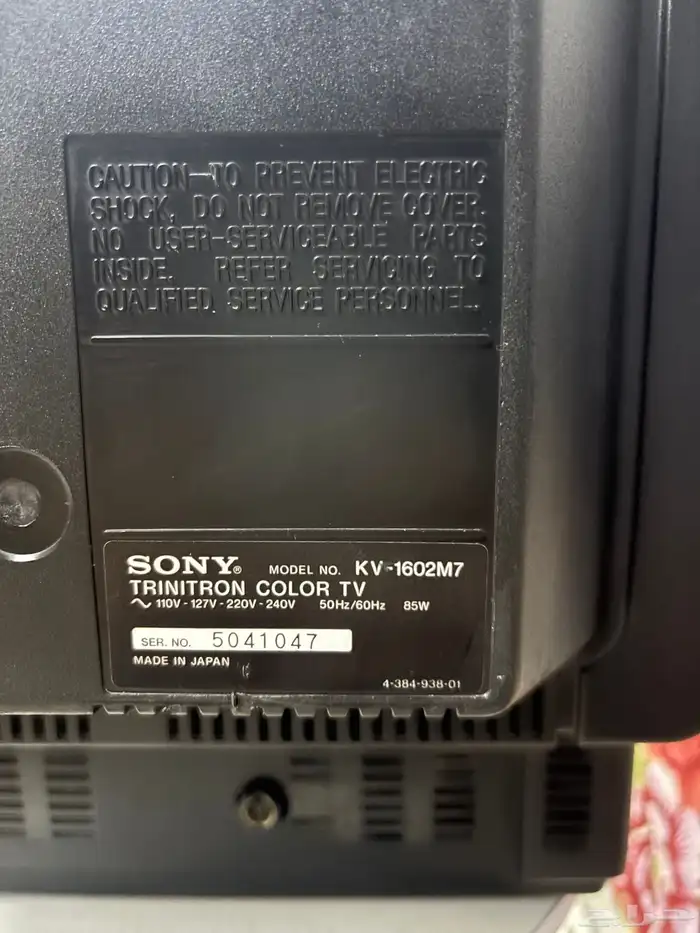 CAUTION—TO PREVENT ELECTRIC
SHOCK, DO NOT REMOVE COVER.
NO USER-SERVICEABLE PARTS
INSIDE. REFER SERVICING TO
QUALIFIED SERVICE PERSONNEL.
SONY® MODEL NO. KV-1602M7
TRINITRON COLOR TV
∿ 110V - 127V - 220V - 240V 50Hz/60Hz 85W
SER. NO. 5041047
MADE IN JAPAN
4-384-938-01
حراج